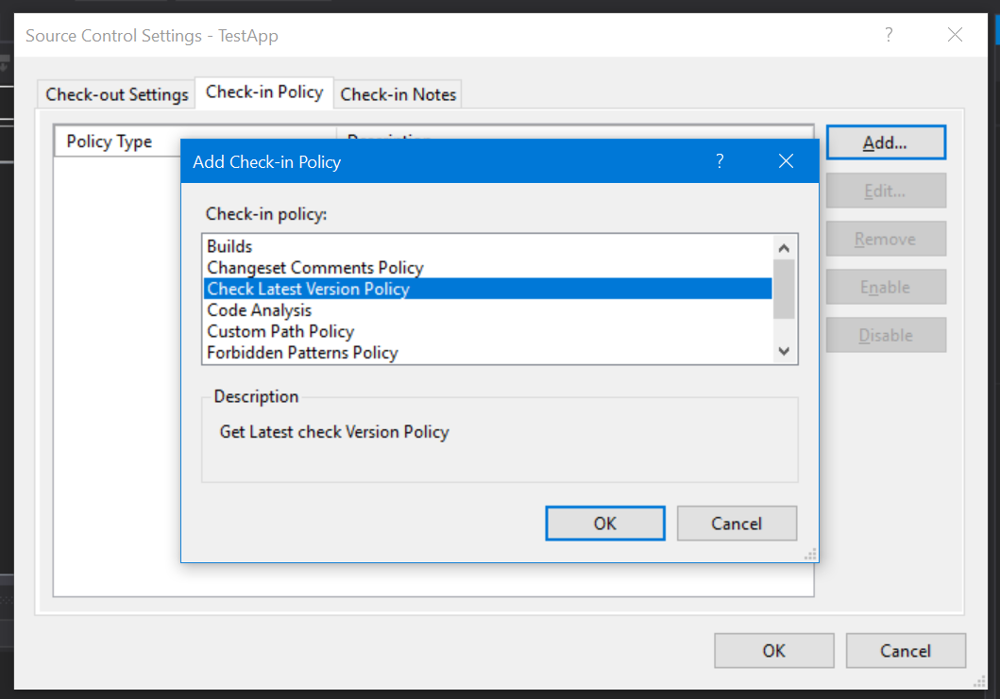 Source Control Settings - TestApp
?
Check-out Settings
Check-in Policy
Check-in Notes
Policy Type
Description
Add...
Edit...
Remove
Enable
Disable
Add Check-in Policy
?
Check-in policy:
Builds
Changeset Comments Policy
Check Latest Version Policy
Code Analysis
Custom Path Policy
Forbidden Patterns Policy
Description
Get Latest check Version Policy
OK
Cancel
OK
Cancel